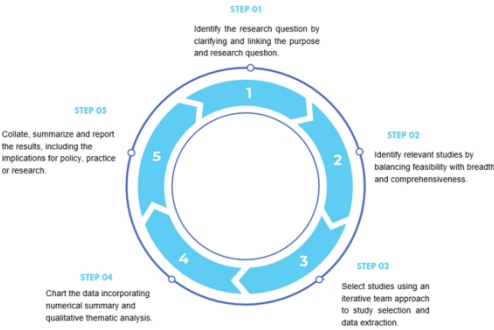 STEP 01
Identify the research question by
clarifying and linking the purpose
and research question.
1
STEP 02
Identify relevant studies by
balancing feasibility with breadth
and comprehensiveness.
2
STEP 03
Select studies using an
iterative team approach
to study selection and
data extraction.
3
STEP 04
Chart the data incorporating
numerical summary and
qualitative thematic analysis.
4
STEP 05
Collate, summarize and report
the results, including the
implications for policy, practice
or research.
5